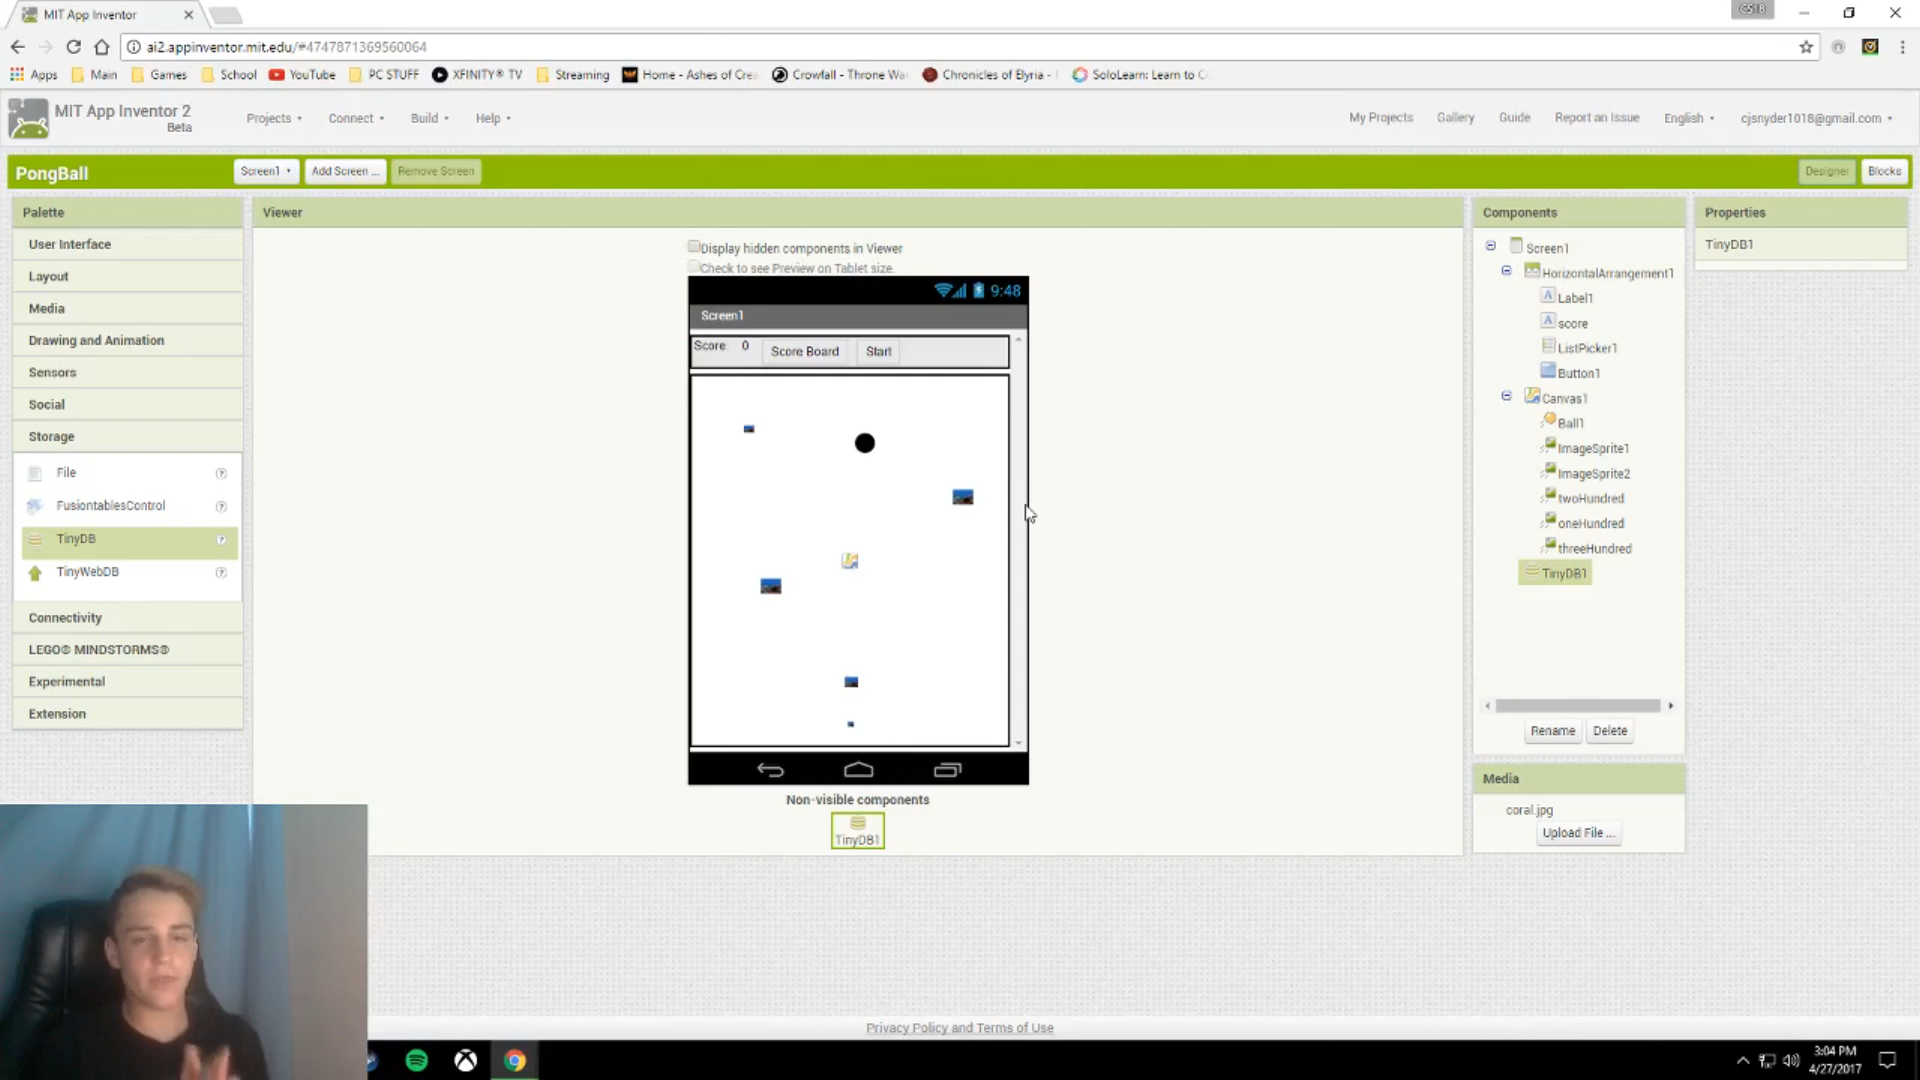 MIT App Inventor
CS18
ai2.appinventor.mit.edu/#4747871369560064
Apps Main Games School YouTube PC STUFF XFINITY® TV Streaming Home - Ashes of Crea Crowfall - Throne Wa Chronicles of Elyria - SoloLearn: Learn to C
MIT App Inventor 2
Beta
Projects Connect Build Help My Projects Gallery Guide Report an Issue English cjsnyder1018@gmail.com
PongBall Screen1 Add Screen ... Remove Screen Designer Blocks
Palette
User Interface
Layout
Media
Drawing and Animation
Sensors
Social
Storage
File
FusiontablesControl
TinyDB
TinyWebDB
Connectivity
LEGO® MINDSTORMS®
Experimental
Extension
Viewer
Display hidden components in Viewer
Check to see Preview on Tablet size.
9:48
Screen1
Score 0 Score Board Start
Non-visible components
TinyDB1
Components
Screen1
HorizontalArrangement1
Label1
score
ListPicker1
Button1
Canvas1
Ball1
ImageSprite1
ImageSprite2
twoHundred
oneHundred
threeHundred
TinyDB1
Rename Delete
Media
coral.jpg
Upload File ...
Properties
TinyDB1
Privacy Policy and Terms of Use
3:04 PM
4/27/2017